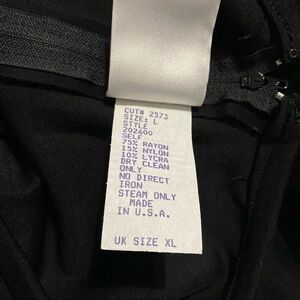 CUT# 2573
SIZE: L
STYLE
202600
SELF
75% RAYON
15% NYLON
10% LYCRA
DRY CLEAN
ONLY
NO DIRECT
IRON
STEAM ONLY
MADE
IN U.S.A.
UK SIZE XL